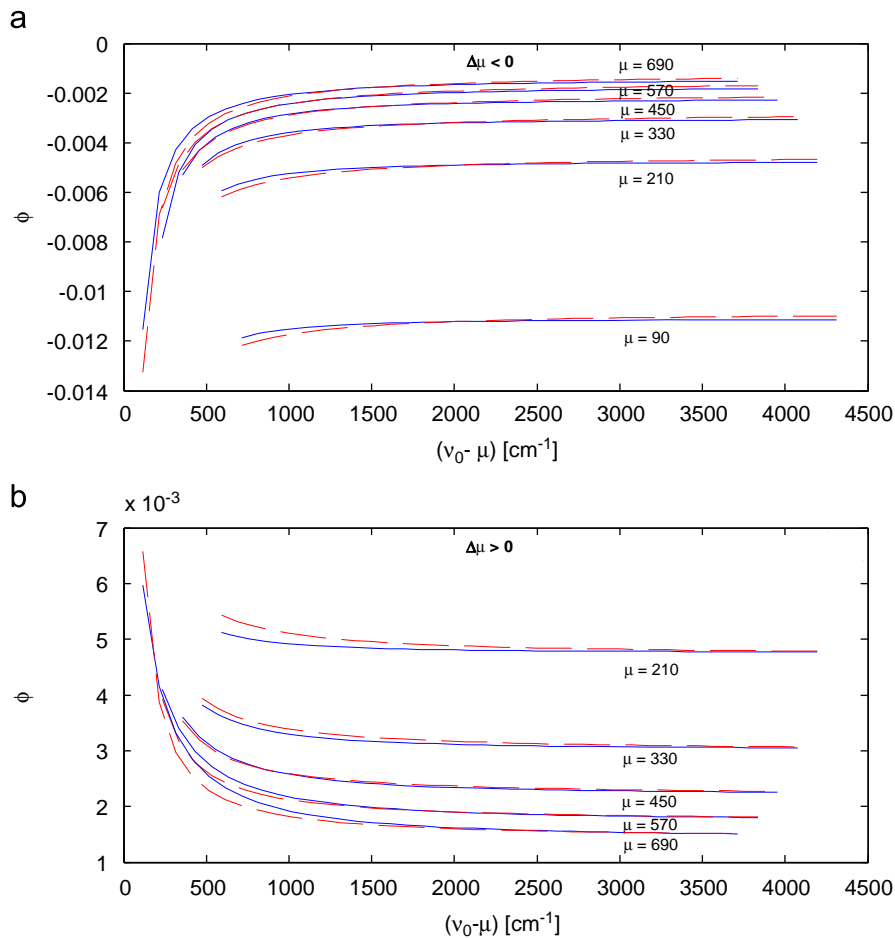 a
0
-0.002
-0.004
-0.006
-0.008
-0.01
-0.012
-0.014
ϕ
Δμ < 0
μ = 690
μ = 570
μ = 450
μ = 330
μ = 210
μ = 90
0 500 1000 1500 2000 2500 3000 3500 4000 4500
(ν₀- μ) [cm⁻¹]
b
x 10⁻³
7
6
5
4
3
2
1
ϕ
Δμ > 0
μ = 210
μ = 330
μ = 450
μ = 570
μ = 690
0 500 1000 1500 2000 2500 3000 3500 4000 4500
(ν₀-μ) [cm⁻¹]